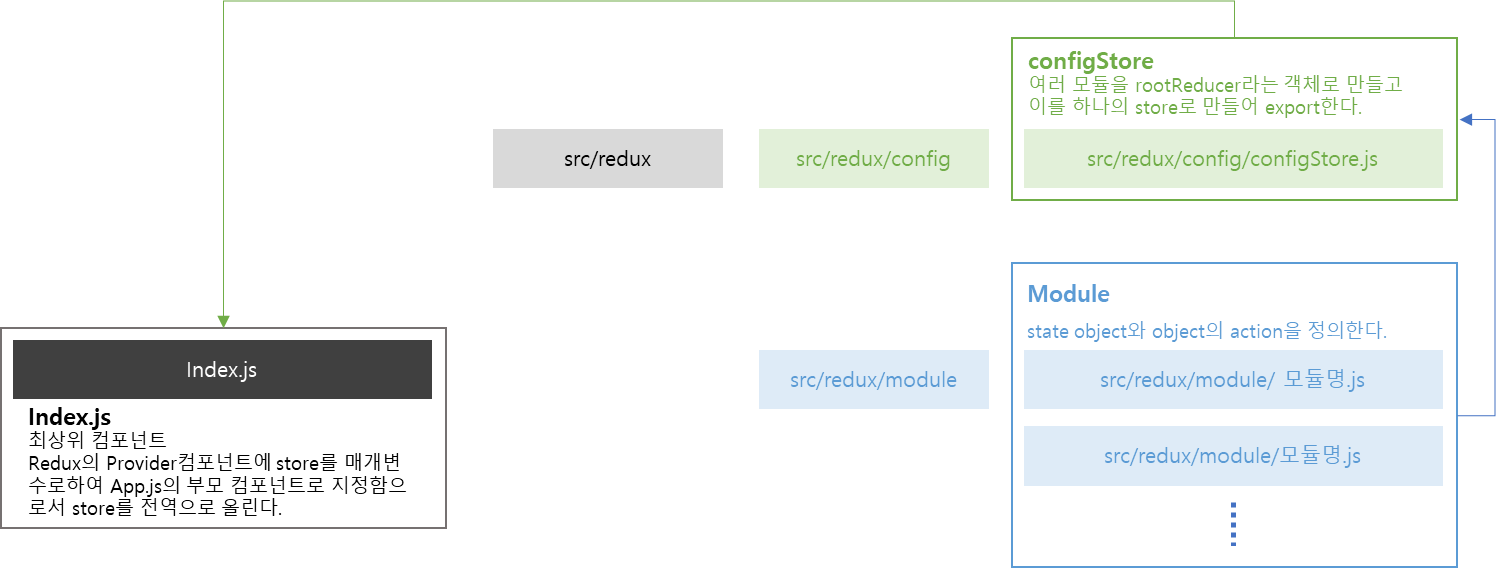 configStore
여러 모듈을 rootReducer라는 객체로 만들고
이를 하나의 store로 만들어 export한다.
src/redux
src/redux/config
src/redux/config/configStore.js
Module
state object와 object의 action을 정의한다.
src/redux/module
src/redux/module/ 모듈명.js
src/redux/module/모듈명.js
Index.js
Index.js
최상위 컴포넌트
Redux의 Provider컴포넌트에 store를 매개변
수로하여 App.js의 부모 컴포넌트로 지정함으
로서 store를 전역으로 올린다.